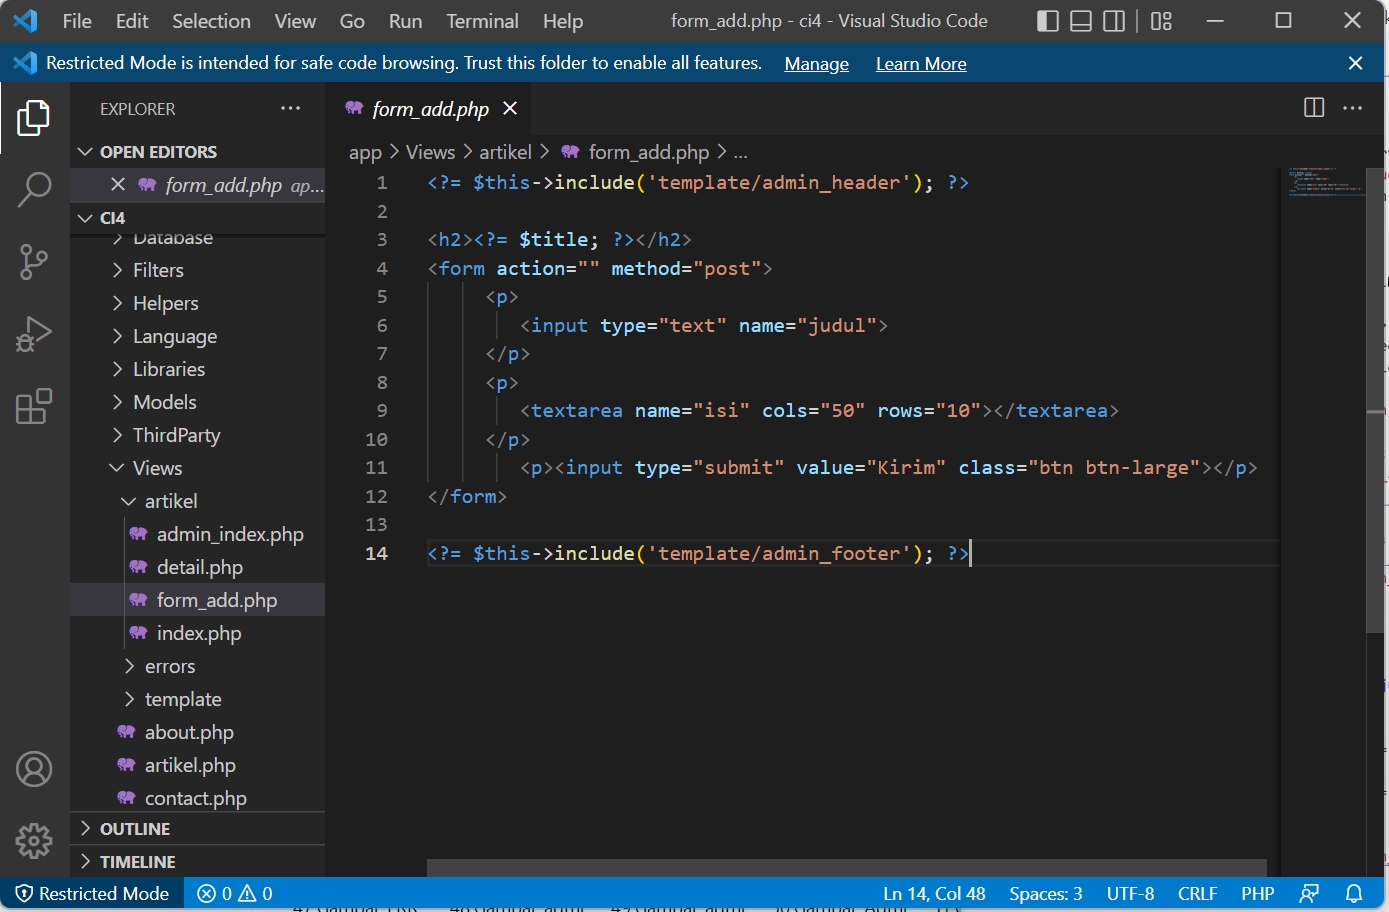 File Edit Selection View Go Run Terminal Help form_add.php - ci4 - Visual Studio Code
Restricted Mode is intended for safe code browsing. Trust this folder to enable all features. Manage Learn More
EXPLORER
OPEN EDITORS
form_add.php ap...
CI4
Database
Filters
Helpers
Language
Libraries
Models
ThirdParty
Views
artikel
admin_index.php
detail.php
form_add.php
index.php
errors
template
about.php
artikel.php
contact.php
OUTLINE
TIMELINE
form_add.php
app > Views > artikel > form_add.php > ...
1 <?= $this->include('template/admin_header'); ?>
2
3 <h2><?= $title; ?></h2>
4 <form action="" method="post">
5 <p>
6 <input type="text" name="judul">
7 </p>
8 <p>
9 <textarea name="isi" cols="50" rows="10"></textarea>
10 </p>
11 <p><input type="submit" value="Kirim" class="btn btn-large"></p>
12 </form>
13
14 <?= $this->include('template/admin_footer'); ?>
Restricted Mode 0 0 Ln 14, Col 48 Spaces: 3 UTF-8 CRLF PHP